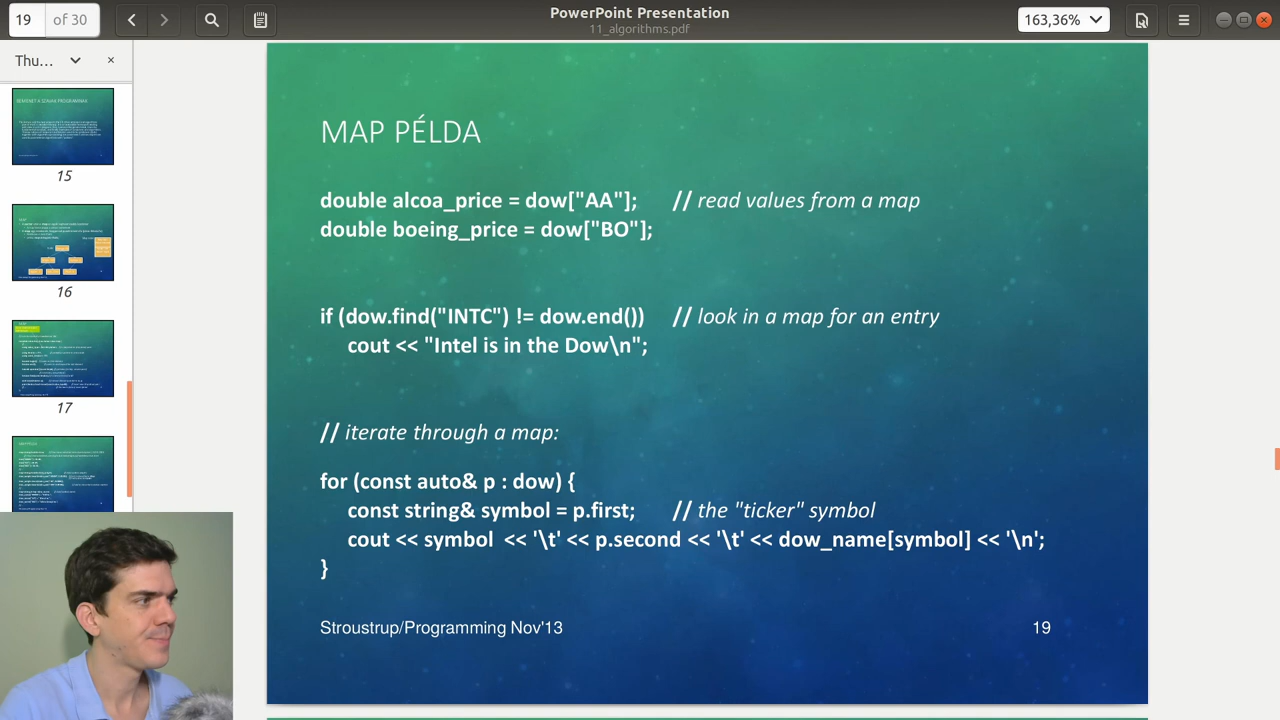 19 of 30
PowerPoint Presentation
11_algorithms.pdf
163,36%
Thu...
15
16
17
MAP PÉLDA
double alcoa_price = dow["AA"]; // read values from a map
double boeing_price = dow["BO"];
if (dow.find("INTC") != dow.end()) // look in a map for an entry
cout << "Intel is in the Dow\n";
// iterate through a map:
for (const auto& p : dow) {
const string& symbol = p.first; // the "ticker" symbol
cout << symbol << '\t' << p.second << '\t' << dow_name[symbol] << '\n';
}
Stroustrup/Programming Nov'13
19